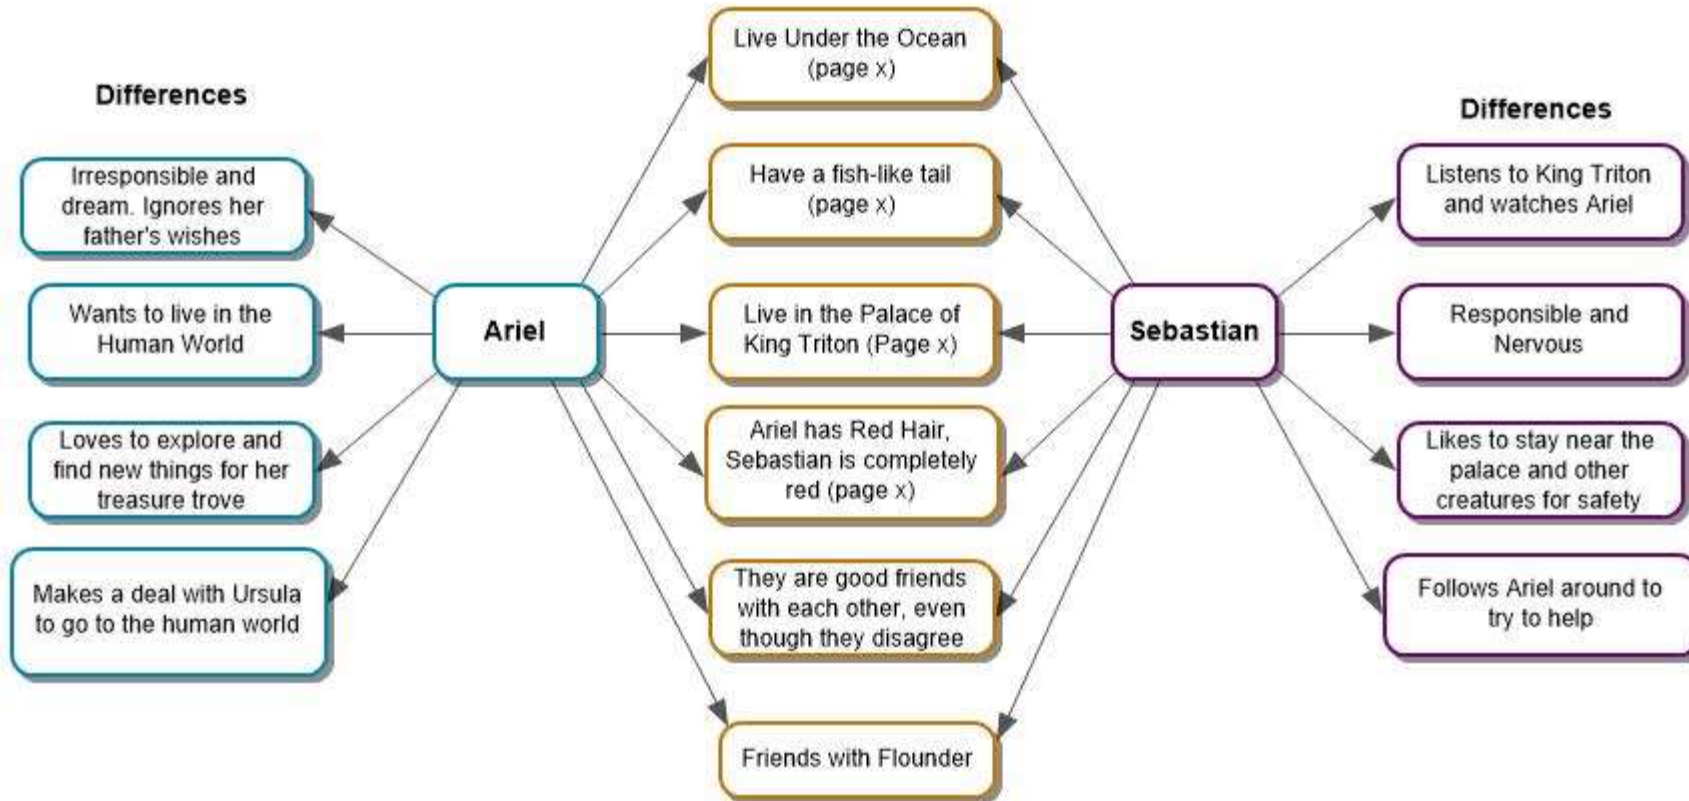 Differences
Irresponsible and
dream. Ignores her
father's wishes
Wants to live in the
Human World
Loves to explore and
find new things for her
treasure trove
Makes a deal with Ursula
to go to the human world
Ariel
Live Under the Ocean
(page x)
Have a fish-like tail
(page x)
Live in the Palace of
King Triton (Page x)
Ariel has Red Hair,
Sebastian is completely
red (page x)
They are good friends
with each other, even
though they disagree
Friends with Flounder
Sebastian
Differences
Listens to King Triton
and watches Ariel
Responsible and
Nervous
Likes to stay near the
palace and other
creatures for safety
Follows Ariel around to
try to help